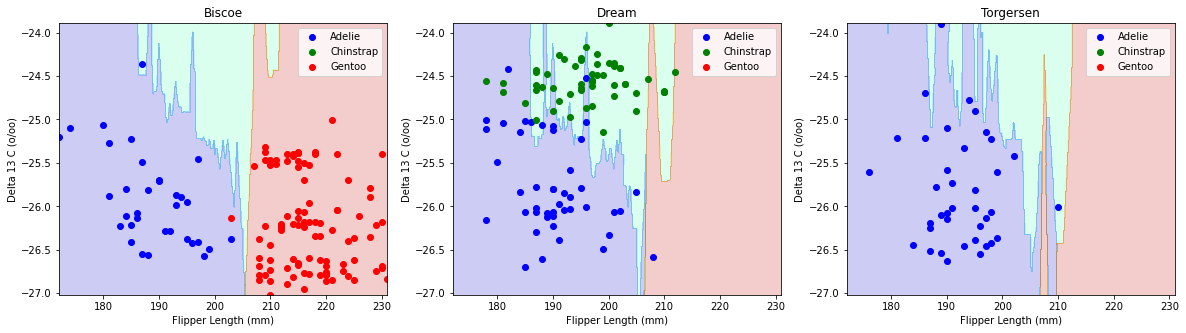 Biscoe
Delta 13 C (o/oo)
−24.0
−24.5
−25.0
−25.5
−26.0
−26.5
−27.0
180
190
200
210
220
230
Flipper Length (mm)
Adelie
Chinstrap
Gentoo
Dream
Delta 13 C (o/oo)
−24.0
−24.5
−25.0
−25.5
−26.0
−26.5
−27.0
180
190
200
210
220
230
Flipper Length (mm)
Adelie
Chinstrap
Gentoo
Torgersen
Delta 13 C (o/oo)
−24.0
−24.5
−25.0
−25.5
−26.0
−26.5
−27.0
180
190
200
210
220
230
Flipper Length (mm)
Adelie
Chinstrap
Gentoo